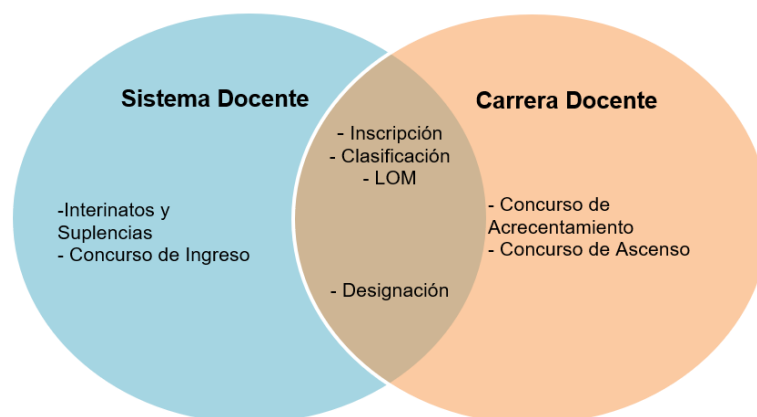 Sistema Docente
-Interinatos y
Suplencias
- Concurso de Ingreso
- Inscripción
- Clasificación
- LOM
- Designación
Carrera Docente
- Concurso de
Acrecentamiento
- Concurso de Ascenso